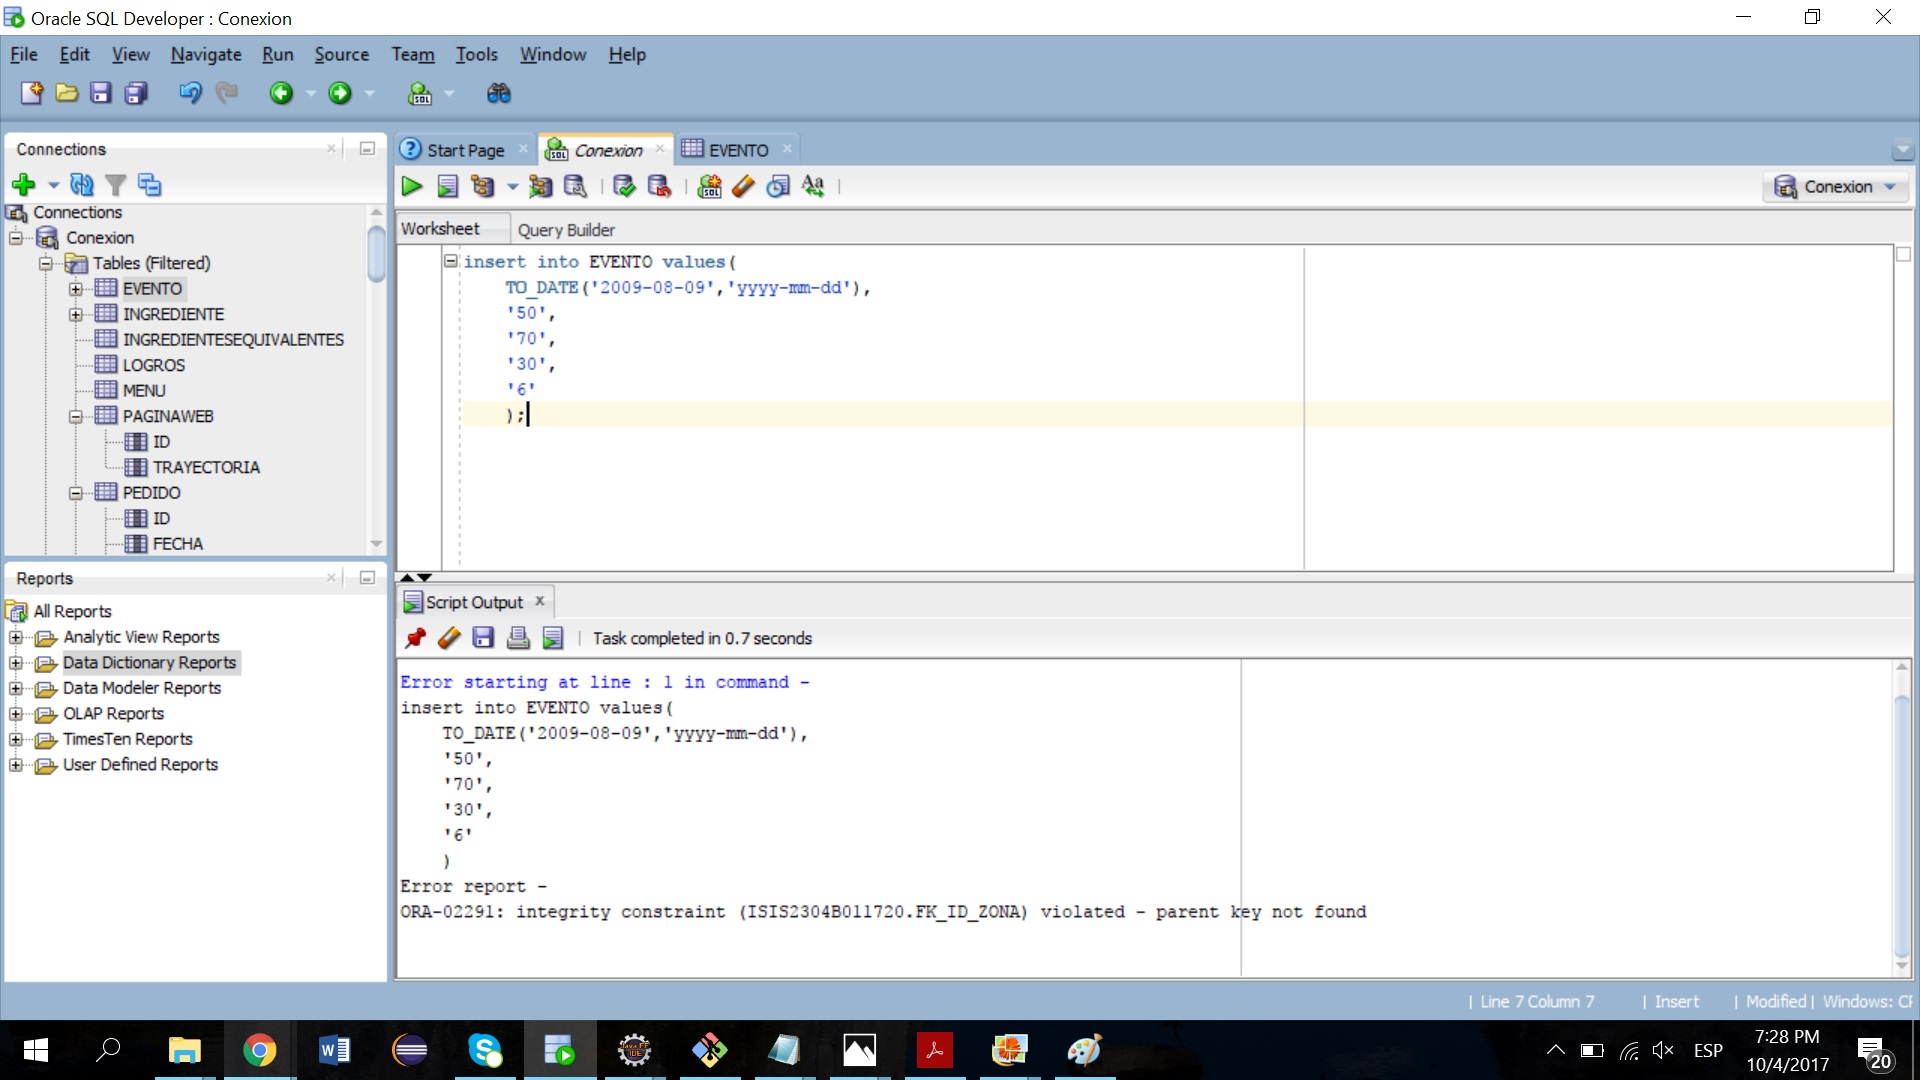 Oracle SQL Developer : Conexion
File Edit View Navigate Run Source Team Tools Window Help
Connections
Start Page
Conexion
EVENTO
Conexion
Worksheet
Query Builder
Connections
Conexion
Tables (Filtered)
EVENTO
INGREDIENTE
INGREDIENTESEQUIVALENTES
LOGROS
MENU
PAGINAWEB
ID
TRAYECTORIA
PEDIDO
ID
FECHA
insert into EVENTO values(
TO_DATE('2009-08-09','yyyy-mm-dd'),
'50',
'70',
'30',
'6'
);
Reports
All Reports
Analytic View Reports
Data Dictionary Reports
Data Modeler Reports
OLAP Reports
TimesTen Reports
User Defined Reports
Script Output
Task completed in 0.7 seconds
Error starting at line : 1 in command -
insert into EVENTO values(
TO_DATE('2009-08-09','yyyy-mm-dd'),
'50',
'70',
'30',
'6'
)
Error report -
ORA-02291: integrity constraint (ISIS2304B011720.FK_ID_ZONA) violated - parent key not found
| Line 7 Column 7 | Insert | Modified | Windows: CF
ESP
7:28 PM
10/4/2017
20